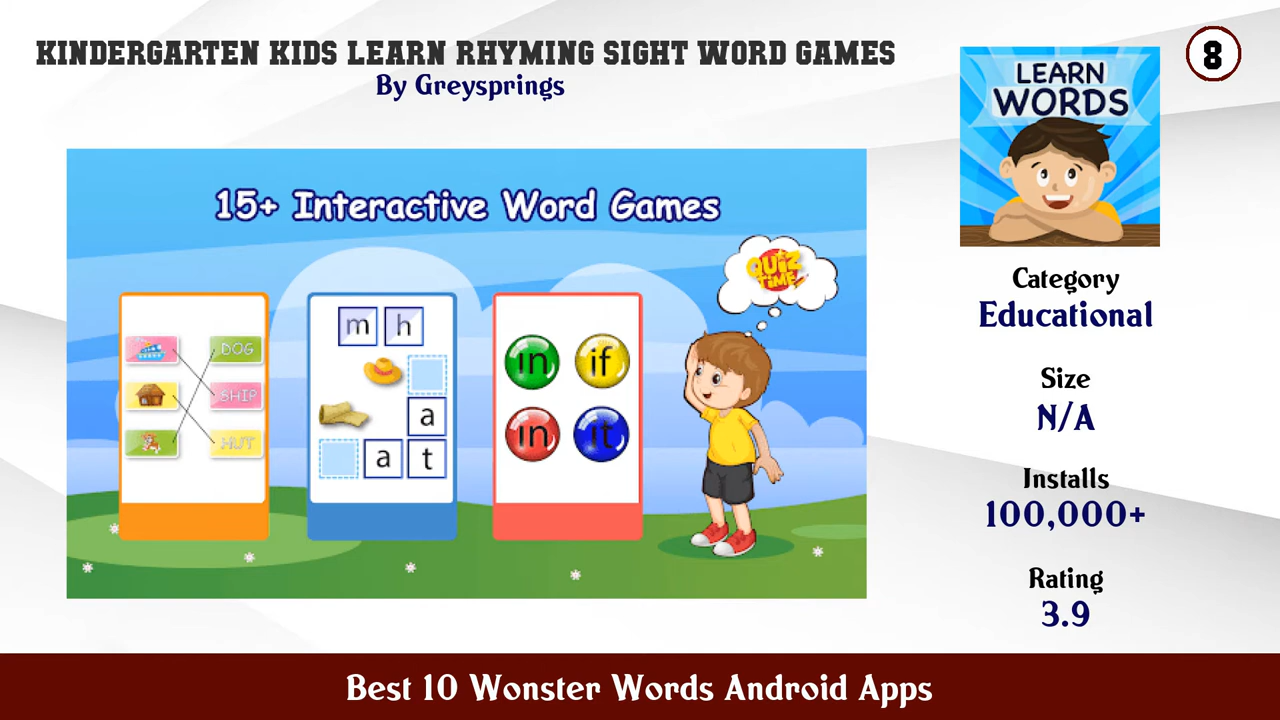 KINDERGARTEN KIDS LEARN RHYMING SIGHT WORD GAMES
By Greysprings
8
LEARN
WORDS
15+ Interactive Word Games
QUIZ
TIME
DOG
SHIP
HUT
m h
a
a t
in if
in it
Category
Educational
Size
N/A
Installs
100,000+
Rating
3.9
Best 10 Wonster Words Android Apps